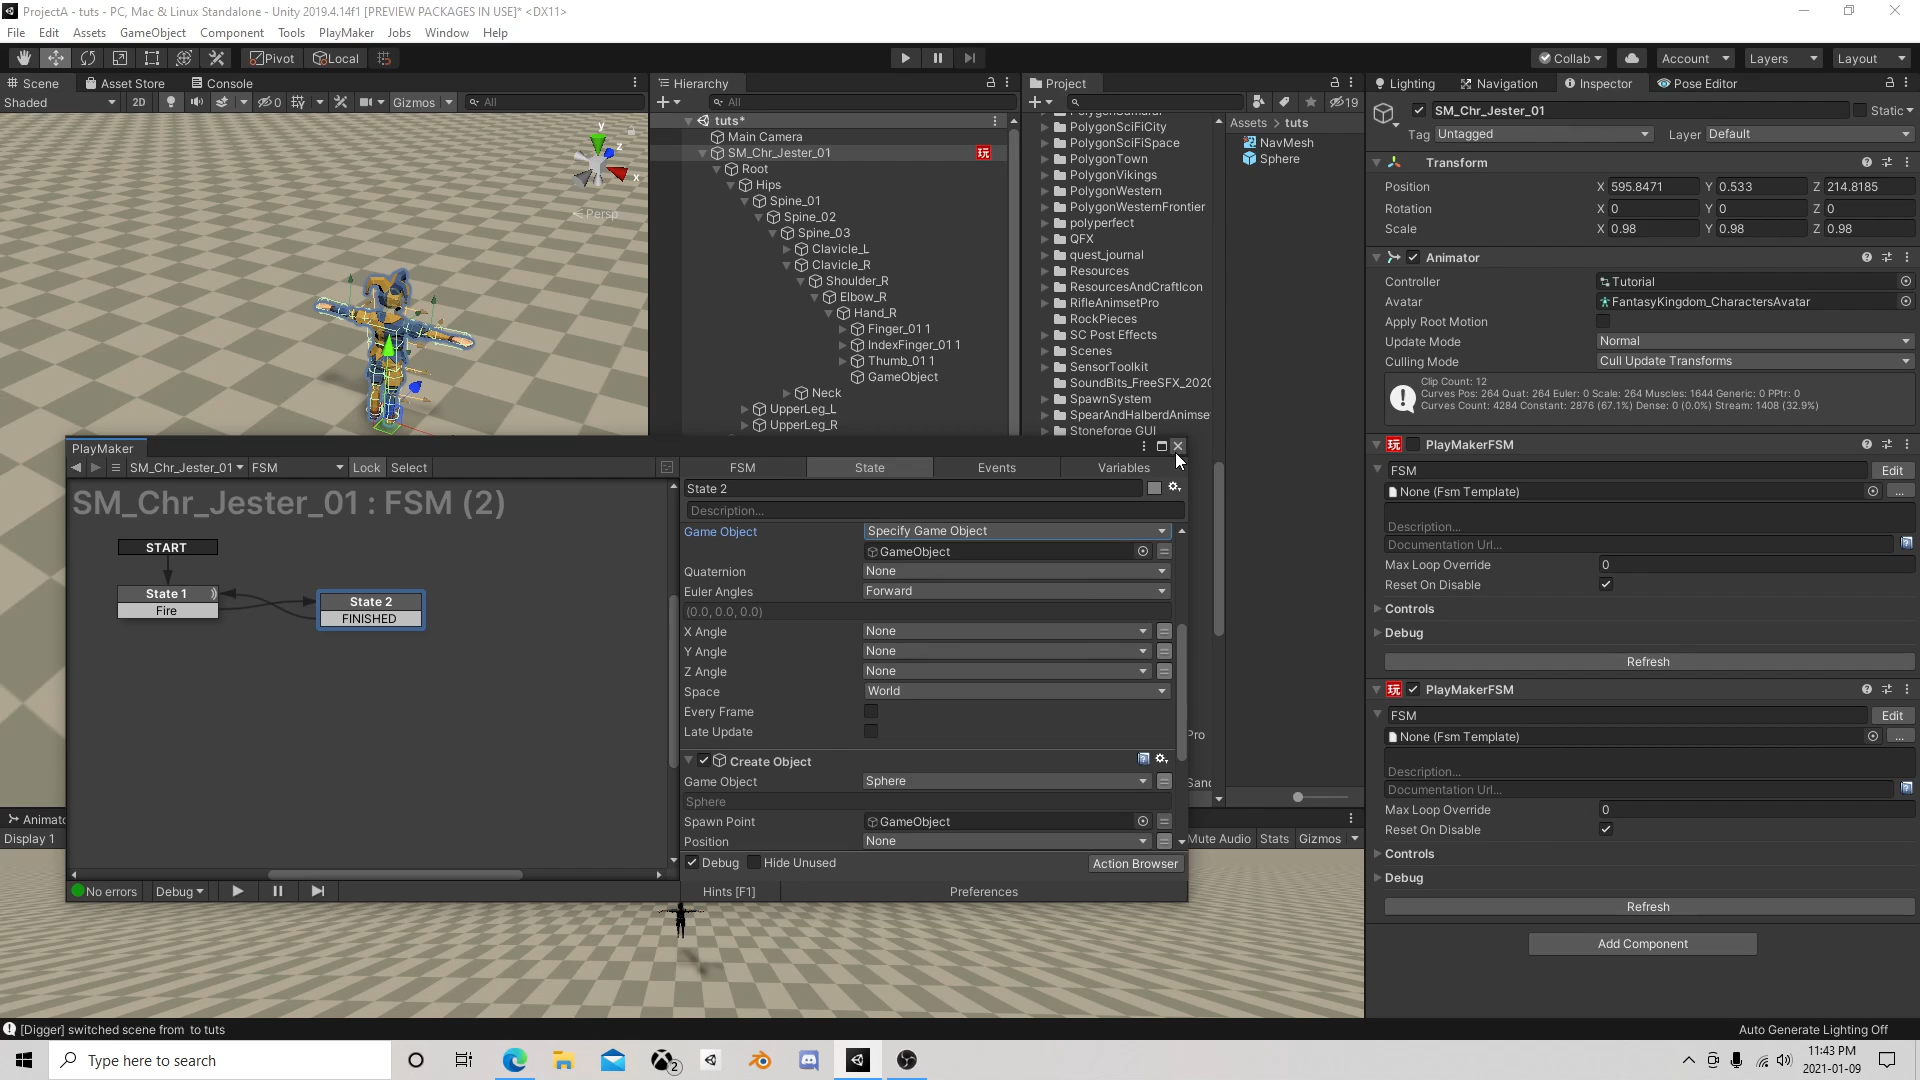 ProjectA - tuts - PC, Mac & Linux Standalone - Unity 2019.4.14f1 [PREVIEW PACKAGES IN USE]* <DX11>
File Edit Assets GameObject Component Tools PlayMaker Jobs Window Help
Pivot Local Collab Account Layers Layout
Scene Asset Store Console
Shaded 2D 0 Gizmos All
y
z
x
Persp
Hierarchy
All
tuts*
Main Camera
SM_Chr_Jester_01
Root
Hips
Spine_01
Spine_02
Spine_03
Clavicle_L
Clavicle_R
Shoulder_R
Elbow_R
Hand_R
Finger_01 1
IndexFinger_01 1
Thumb_01 1
GameObject
Neck
UpperLeg_L
UpperLeg_R
Project
19
PolygonSciFiCity
PolygonSciFiSpace
PolygonTown
PolygonVikings
PolygonWestern
PolygonWesternFrontier
polyperfect
QFX
quest_journal
Resources
ResourcesAndCraftIcon
RifleAnimsetPro
RockPieces
SC Post Effects
Scenes
SensorToolkit
SoundBits_FreeSFX_202
SpawnSystem
SpearAndHalberdAnimse
Stoneforge GUI
Pro
Sand
Assets > tuts
NavMesh
Sphere
Lighting Navigation Inspector Pose Editor
玩
SM_Chr_Jester_01 Static
Tag Untagged Layer Default
Transform
Position X 595.8471 Y 0.533 Z 214.8185
Rotation X 0 Y 0 Z 0
Scale X 0.98 Y 0.98 Z 0.98
Animator
Controller Tutorial
Avatar FantasyKingdom_CharactersAvatar
Apply Root Motion
Update Mode Normal
Culling Mode Cull Update Transforms
Clip Count: 12
Curves Pos: 264 Quat: 264 Euler: 0 Scale: 264 Muscles: 1644 Generic: 0 PPtr: 0
Curves Count: 4284 Constant: 2876 (67.1%) Dense: 0 (0.0%) Stream: 1408 (32.9%)
玩 PlayMakerFSM
FSM Edit
None (Fsm Template) ...
Description...
Documentation Url...
Max Loop Override 0
Reset On Disable
Controls
Debug
Refresh
玩 PlayMakerFSM
FSM Edit
None (Fsm Template) ...
Description...
Documentation Url...
Max Loop Override 0
Reset On Disable
Controls
Debug
Refresh
Add Component
PlayMaker
SM_Chr_Jester_01 FSM Lock Select
SM_Chr_Jester_01 : FSM (2)
START
State 1
Fire
State 2
FINISHED
FSM State Events Variables
State 2
Description...
Game Object Specify Game Object
GameObject
Quaternion None
Euler Angles Forward
(0.0, 0.0, 0.0)
X Angle None
Y Angle None
Z Angle None
Space World
Every Frame
Late Update
Create Object
Game Object Sphere
Sphere
Spawn Point GameObject
Position None
Debug Hide Unused Action Browser
No errors Debug Hints [F1] Preferences
Animato
Display 1 Mute Audio Stats Gizmos
[Digger] switched scene from to tuts Auto Generate Lighting Off
Type here to search
2
11:43 PM
2021-01-09